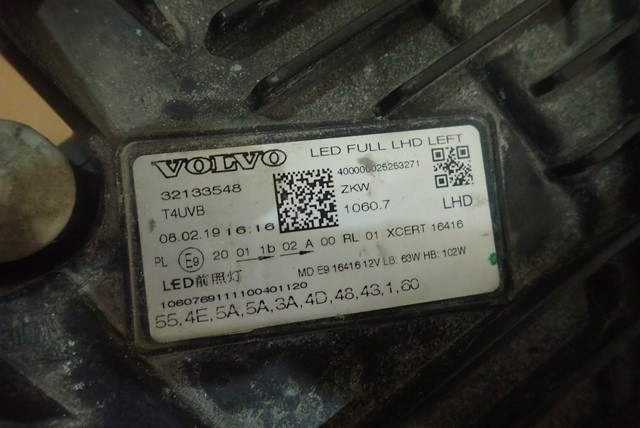 VOLVO LED FULL LHD LEFT
32133548 400000025263271
T4UVB ZKW
08.02.19 16:16 1060.7 LHD
PL E9 20 01 1b 02 A 00 RL 01 XCERT 16416
LED前照灯 MD E9 16416 12V LB: 63W HB: 102W
1060769111100401120
55,4E,5A,5A,3A,4D,48,43,1,60